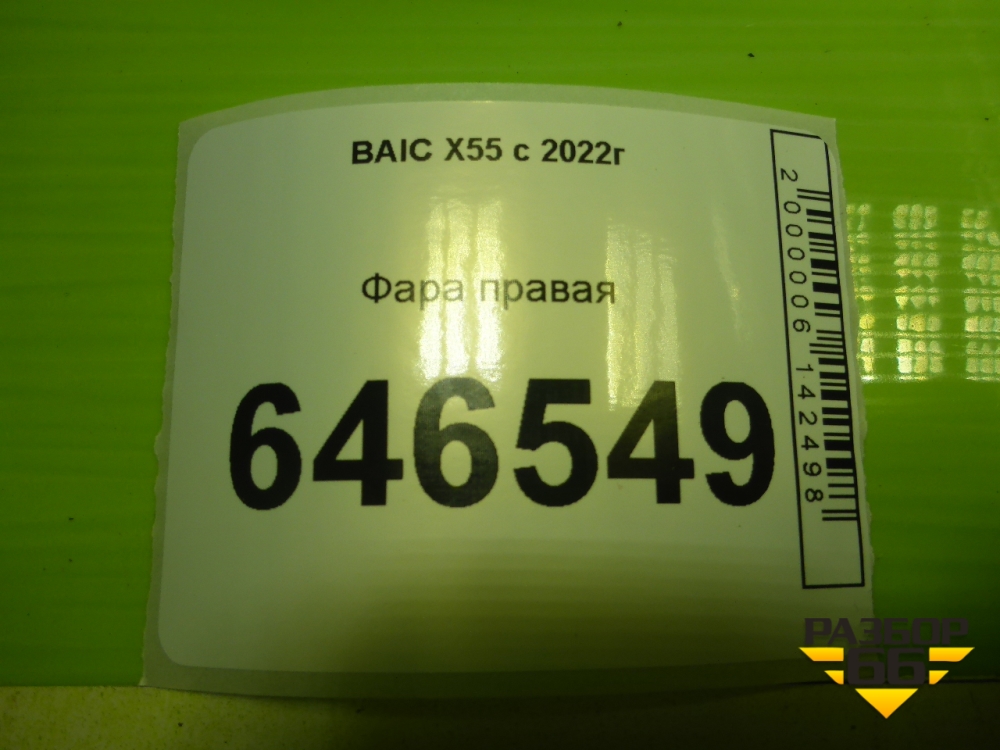 BAIC X55 с 2022г
Фара правая
646549
2000006142498
РАЗБОР
66